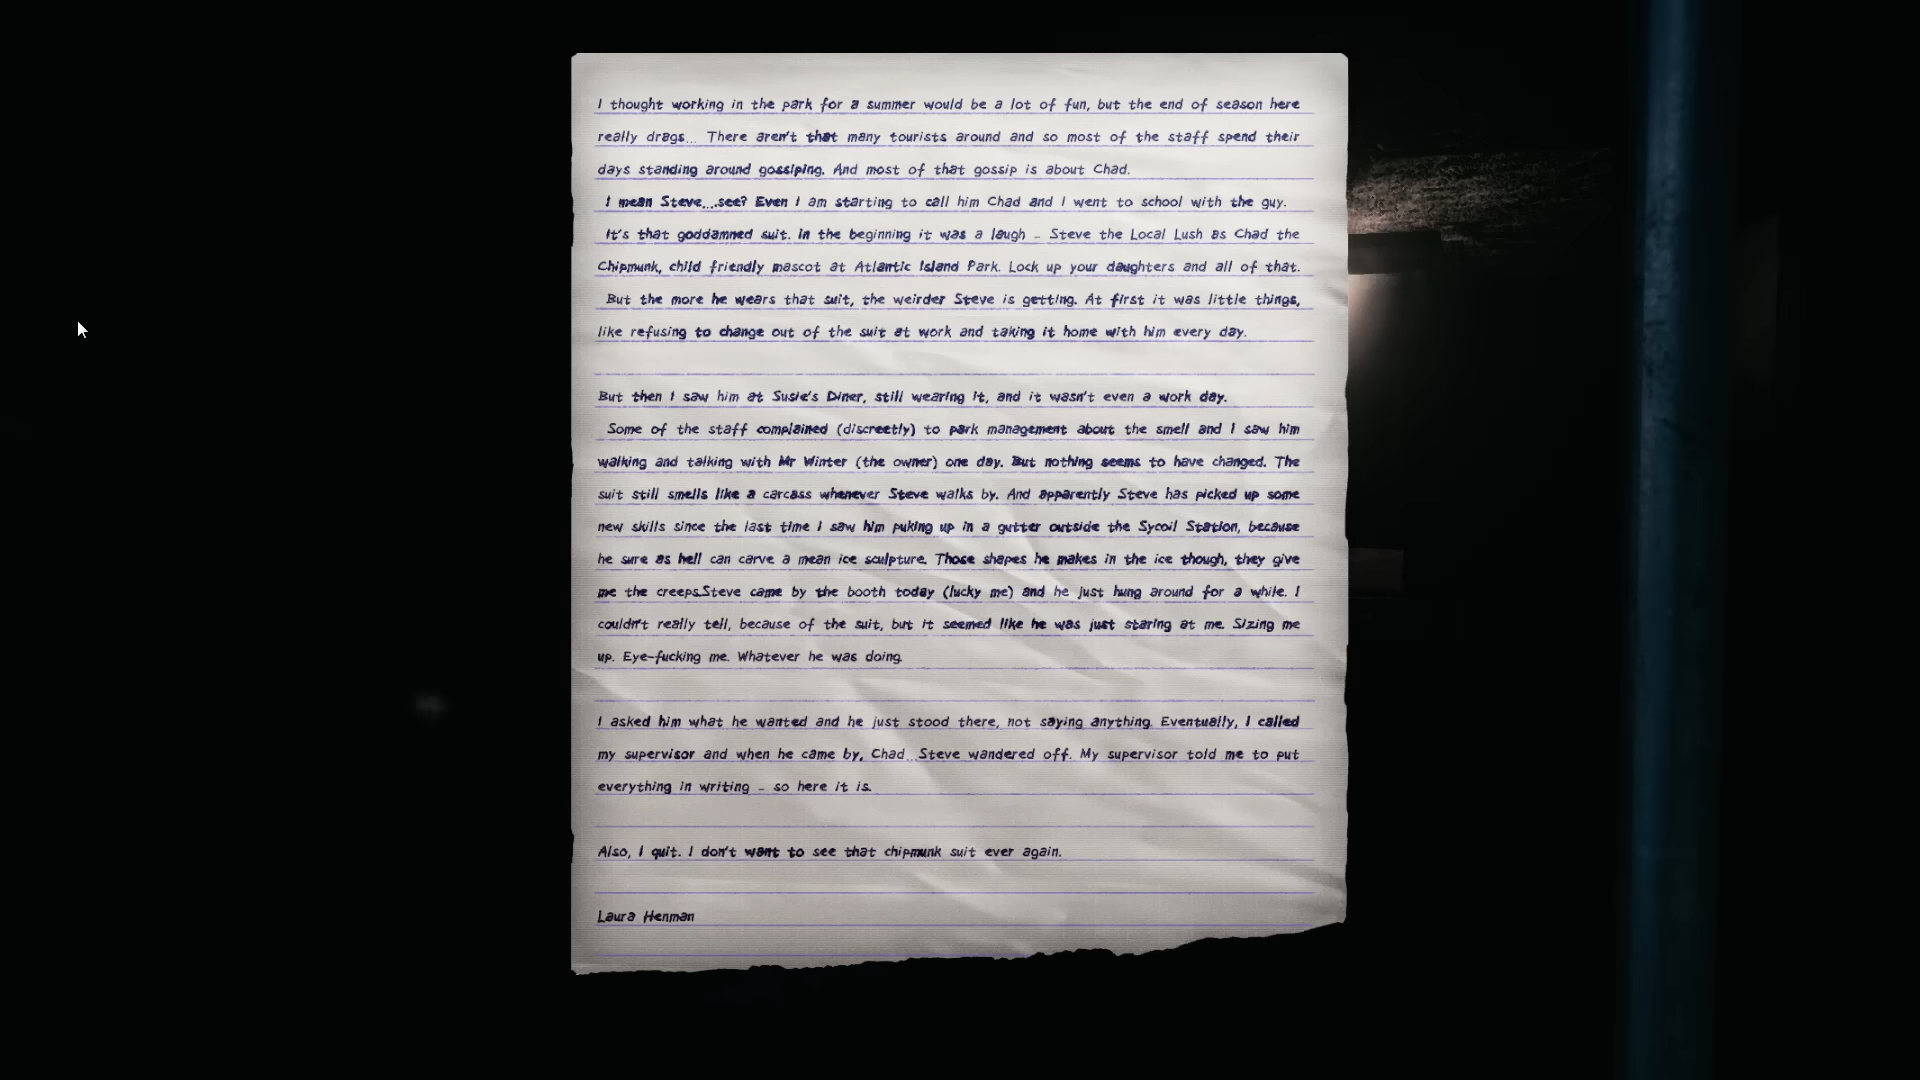 I thought working in the park for a summer would be a lot of fun, but the end of season here
really drags... There aren't that many tourists around and so most of the staff spend their
days standing around gossiping. And most of that gossip is about Chad.
I mean Steve...see? Even I am starting to call him Chad and I went to school with the guy.
It's that goddamned suit. In the beginning it was a laugh - Steve the Local Lush as Chad the
Chipmunk, child friendly mascot at Atlantic Island Park. Lock up your daughters and all of that.
But the more he wears that suit, the weirder Steve is getting. At first it was little things,
like refusing to change out of the suit at work and taking it home with him every day.
But then I saw him at Susie's Diner, still wearing it, and it wasn't even a work day.
Some of the staff complained (discreetly) to park management about the smell and I saw him
walking and talking with Mr Winter (the owner) one day. But nothing seems to have changed. The
suit still smells like a carcass whenever Steve walks by. And apparently Steve has picked up some
new skills since the last time I saw him puking up in a gutter outside the Sycoil Station, because
he sure as hell can carve a mean ice sculpture. Those shapes he makes in the ice though, they give
me the creeps...Steve came by the booth today (lucky me) and he just hung around for a while. I
couldn't really tell, because of the suit, but it seemed like he was just staring at me. Sizing me
up. Eye-fucking me. Whatever he was doing.
I asked him what he wanted and he just stood there, not saying anything. Eventually, I called
my supervisor and when he came by, Chad...Steve wandered off. My supervisor told me to put
everything in writing - so here it is.
Also, I quit. I don't want to see that chipmunk suit ever again.
Laura Henman